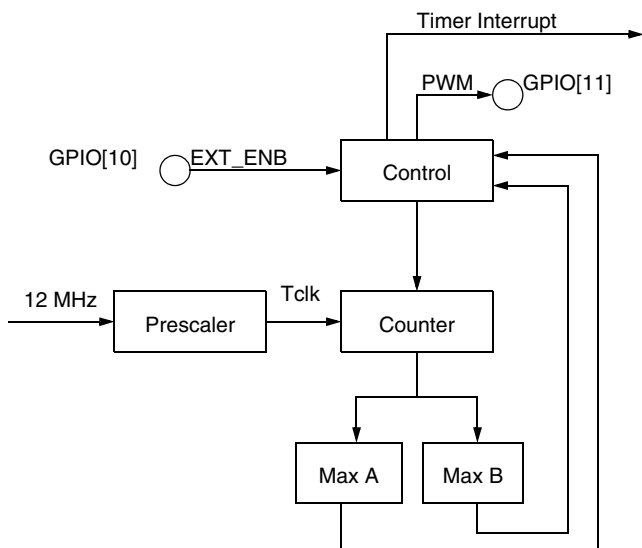 Timer Interrupt
PWM
GPIO[11]
GPIO[10]
EXT_ENB
Control
12 MHz
Tclk
Prescaler
Counter
Max A
Max B